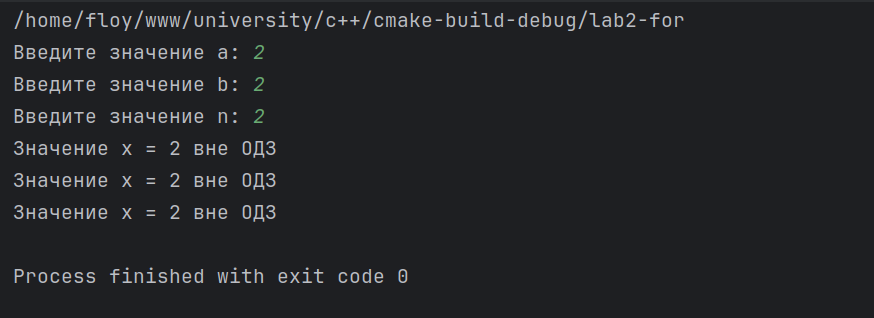 /home/floy/www/university/c++/cmake-build-debug/lab2-for
Введите значение a: 2
Введите значение b: 2
Введите значение n: 2
Значение x = 2 вне ОДЗ
Значение x = 2 вне ОДЗ
Значение x = 2 вне ОДЗ
Process finished with exit code 0